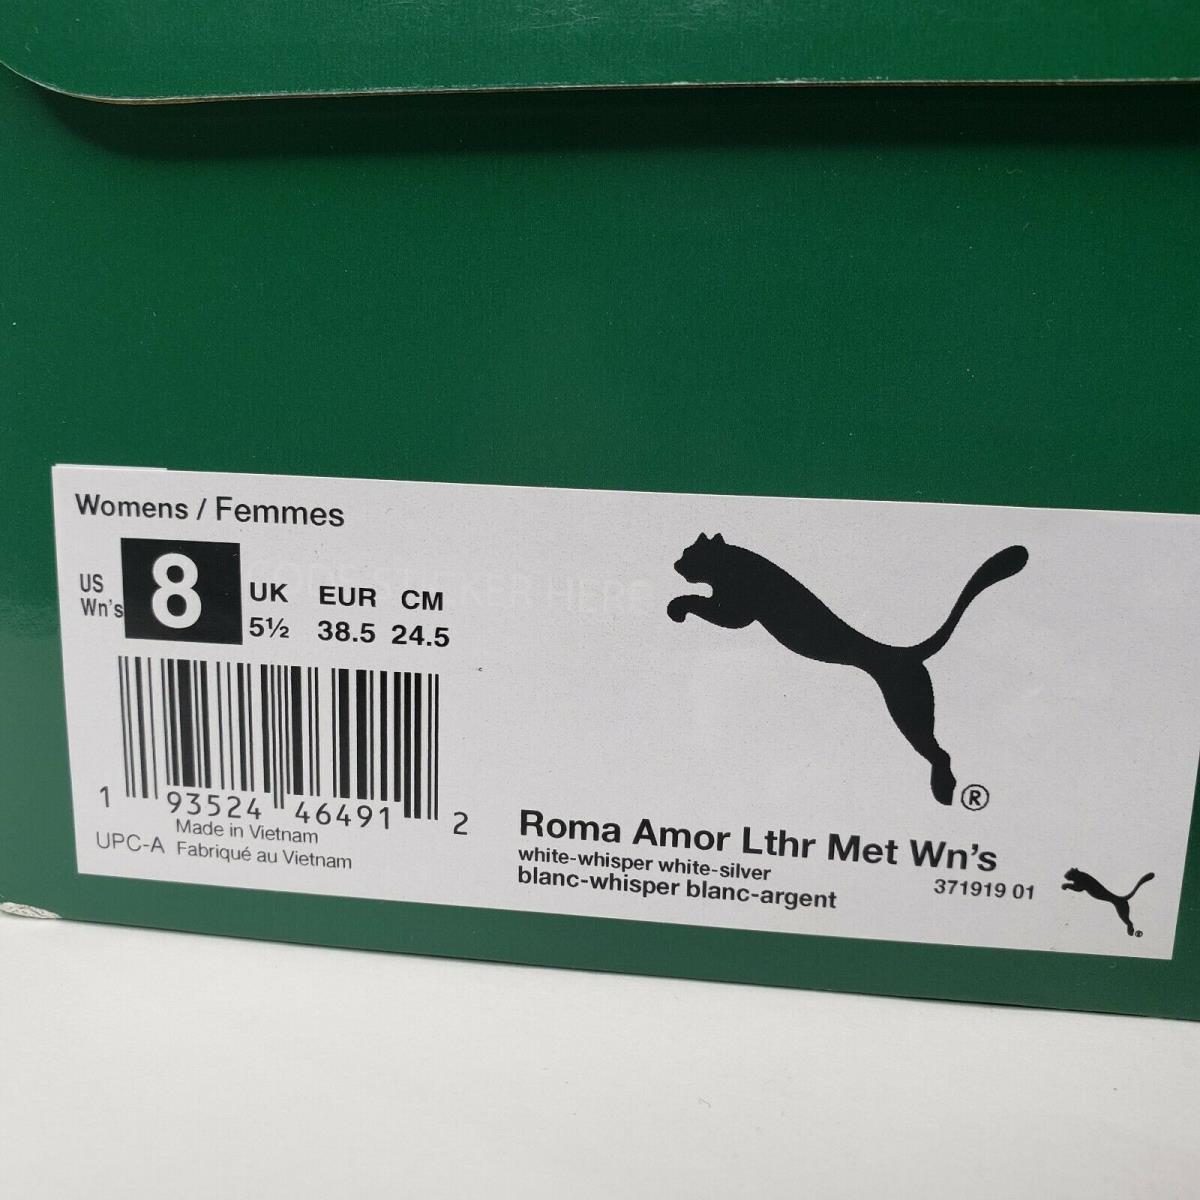 Womens / Femmes
US
Wn's
8
UK EUR CM
5½ 38.5 24.5
1 93524 46491 2
UPC-A
Made in Vietnam
Fabriqué au Vietnam
®
Roma Amor Lthr Met Wn's
white-whisper white-silver
371919 01
blanc-whisper blanc-argent